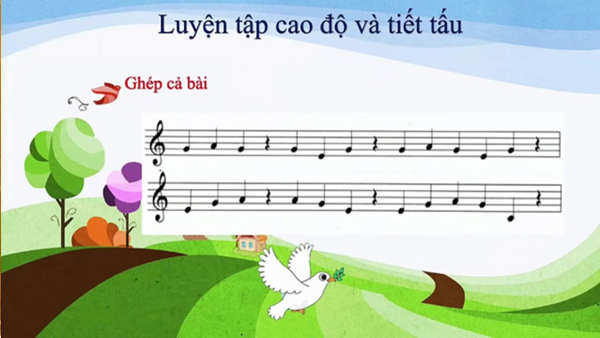 Luyện tập cao độ và tiết tấu
Ghép cả bài